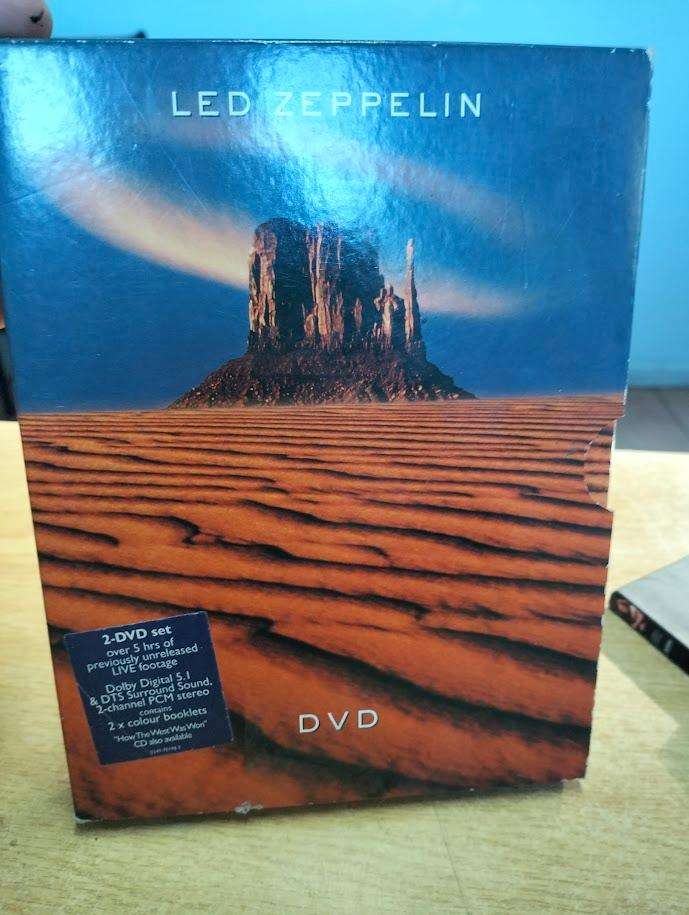 LED ZEPPELIN
2-DVD set
over 5 hrs of
previously unreleased
LIVE footage
Dolby Digital 5.1
& DTS Surround Sound,
2-channel PCM stereo
contains
2 x colour booklets
"How The West Was Won"
CD also available
DVD